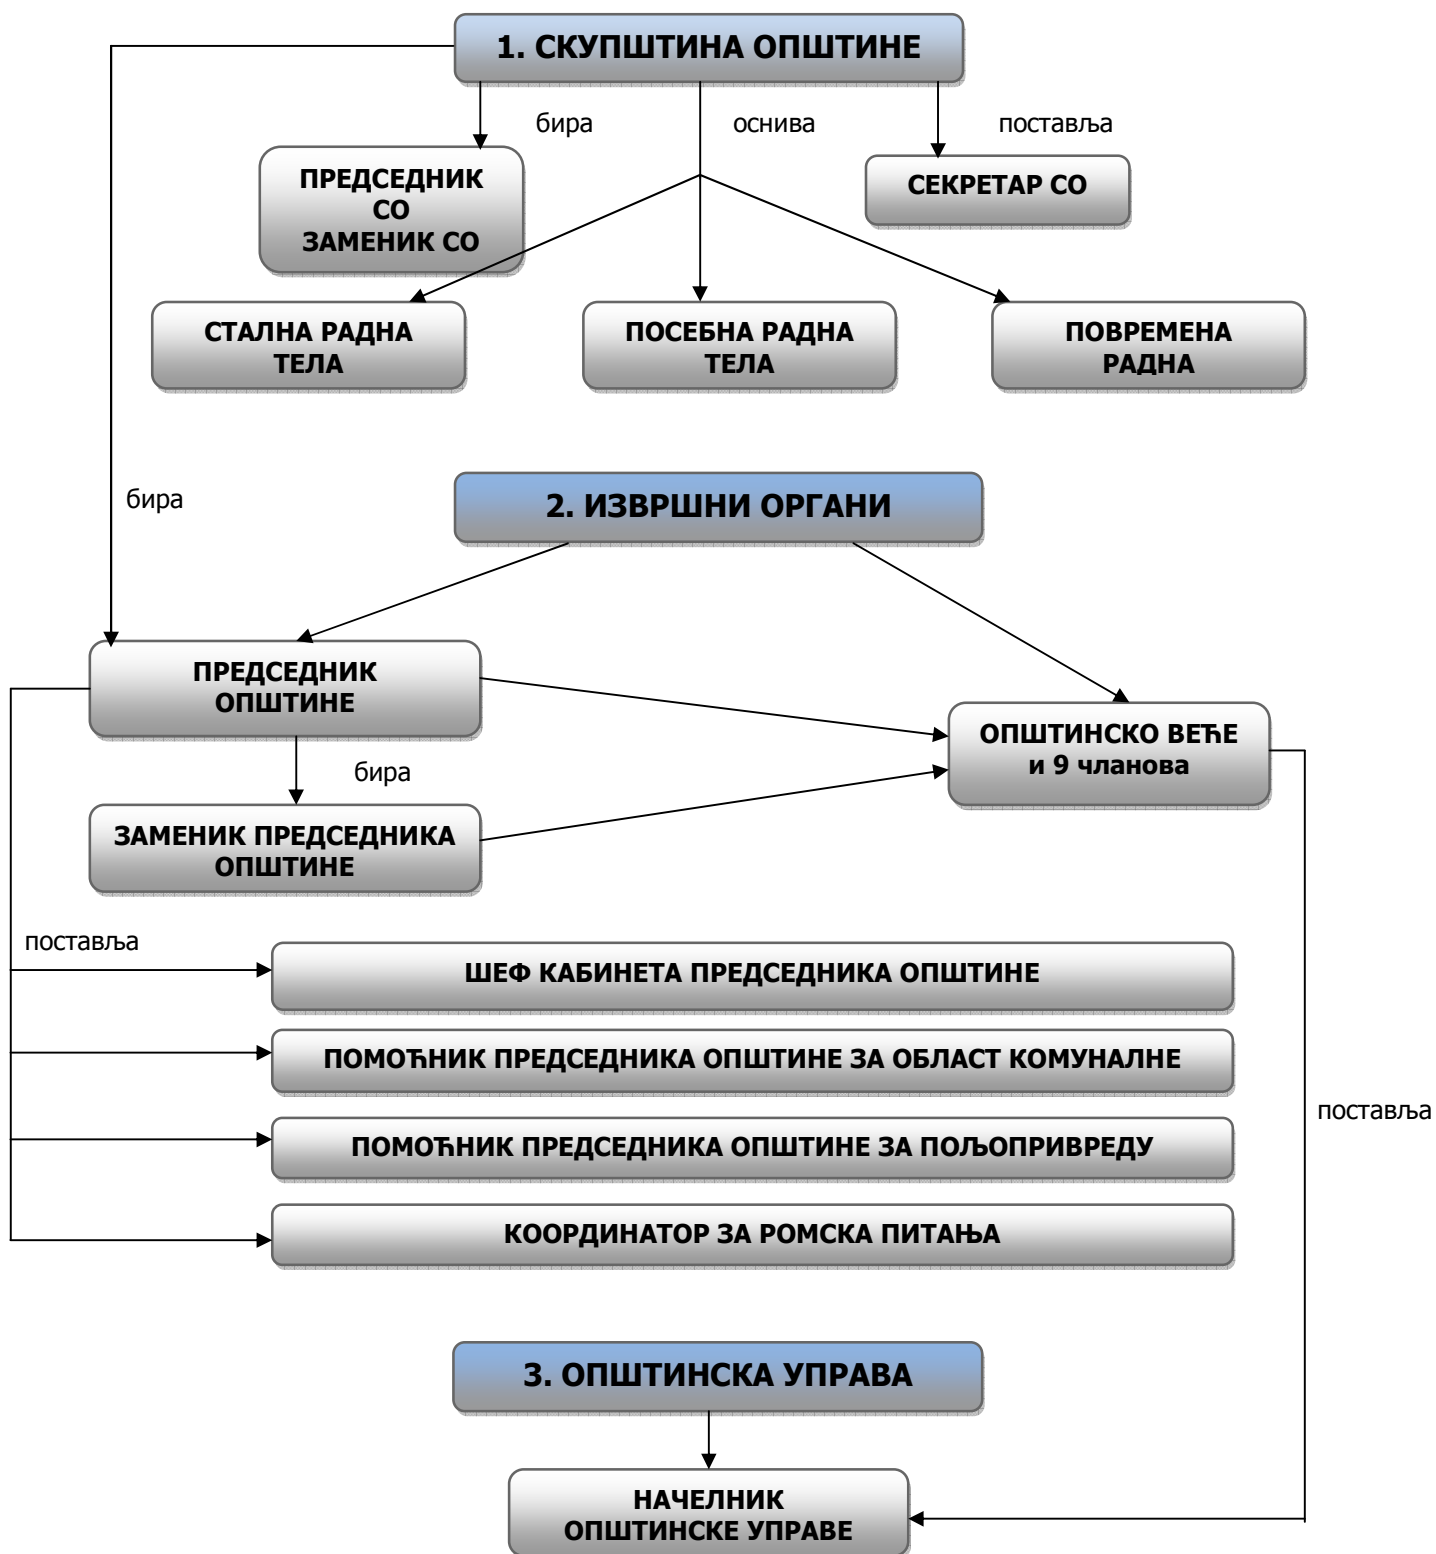 1. СКУПШТИНА ОПШТИНЕ
бира
оснива
поставља
ПРЕДСЕДНИК
СО
ЗАМЕНИК СО
СЕКРЕТАР СО
СТАЛНА РАДНА
ТЕЛА
ПОСЕБНА РАДНА
ТЕЛА
ПОВРЕМЕНА
РАДНА
бира
2. ИЗВРШНИ ОРГАНИ
ПРЕДСЕДНИК
ОПШТИНЕ
ОПШТИНСКО ВЕЋЕ
и 9 чланова
бира
ЗАМЕНИК ПРЕДСЕДНИКА
ОПШТИНЕ
поставља
ШЕФ КАБИНЕТА ПРЕДСЕДНИКА ОПШТИНЕ
ПОМОЋНИК ПРЕДСЕДНИКА ОПШТИНЕ ЗА ОБЛАСТ КОМУНАЛНЕ
поставља
ПОМОЋНИК ПРЕДСЕДНИКА ОПШТИНЕ ЗА ПОЉОПРИВРЕДУ
КООРДИНАТОР ЗА РОМСКА ПИТАЊА
3. ОПШТИНСКА УПРАВА
НАЧЕЛНИК
ОПШТИНСКЕ УПРАВЕ